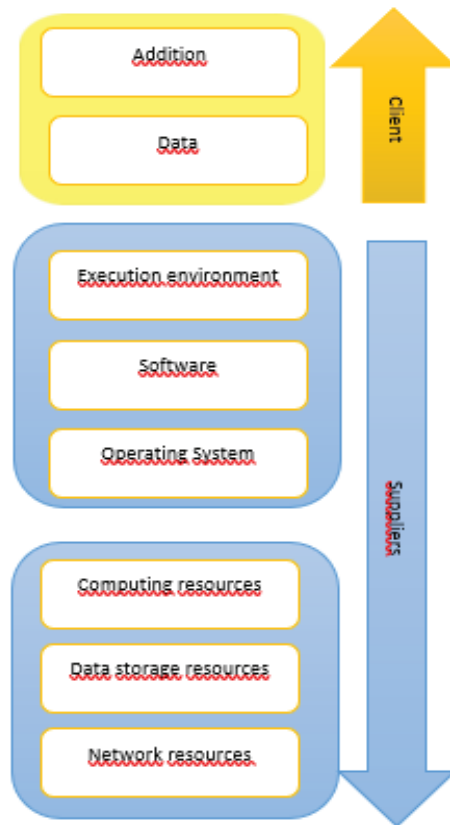 Addition
Data
Client
Execution environment
Software
Operating System
Suppliers
Computing resources
Data storage resources
Network resources